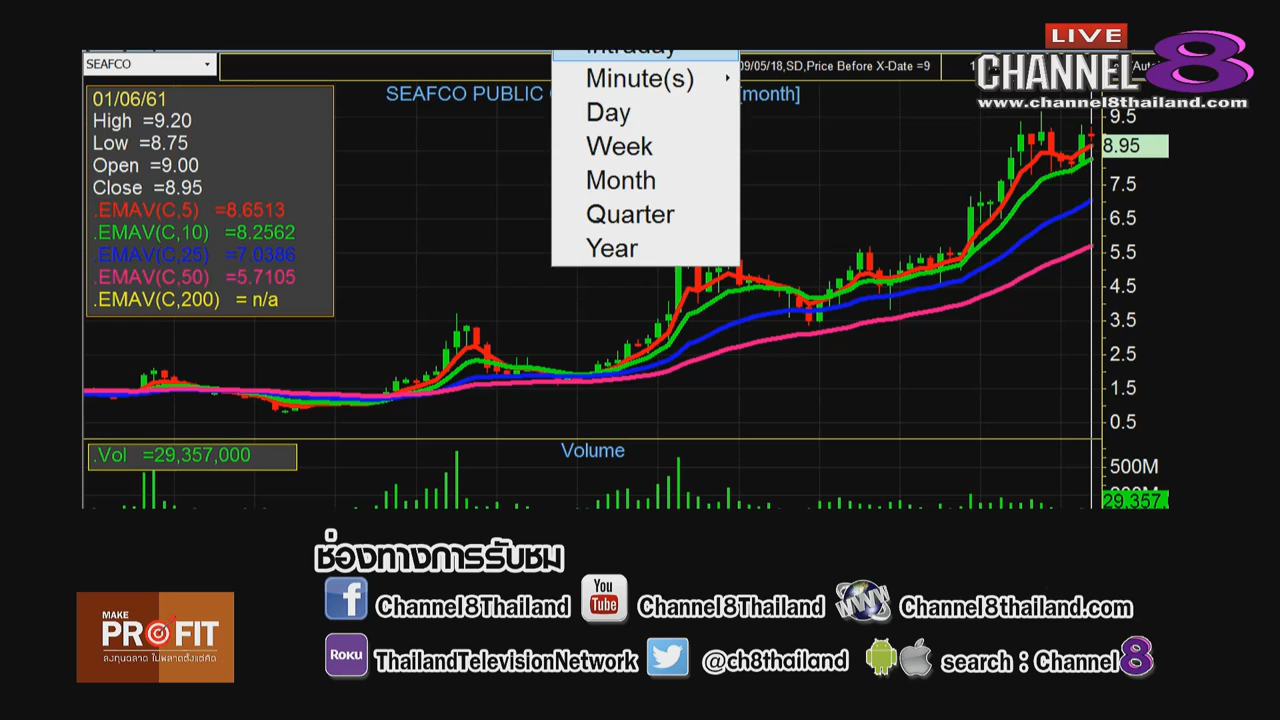 LIVE
CHANNEL 8
www.channel8thailand.com
SEAFCO
09/05/18,SD,Price Before X-Date =9
SEAFCO PUBLIC
[month]
Intraday
Minute(s)
Day
Week
Month
Quarter
Year
01/06/61
High =9.20
Low =8.75
Open =9.00
Close =8.95
.EMAV(C,5) =8.6513
.EMAV(C,10) =8.2562
.EMAV(C,25) =7.0386
.EMAV(C,50) =5.7105
.EMAV(C,200) = n/a
9.5
8.95
7.5
6.5
5.5
4.5
3.5
2.5
1.5
0.5
.Vol =29,357,000
Volume
500M
29,357,
ช่องทางการรับชม
f Channel8Thailand
You Tube Channel8Thailand
WWW Channel8thailand.com
ROKU ThailandTelevisionNetwork
@ch8thailand
search : Channel 8
MAKE
PROFIT
ลงทุนฉลาด ไม่พลาดตั้งแต่คิด